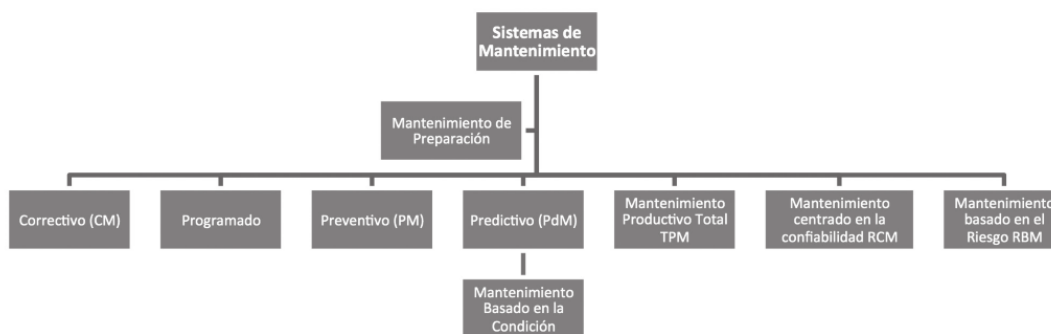 Sistemas de
Mantenimiento
Mantenimiento de
Preparación
Correctivo (CM)
Programado
Preventivo (PM)
Predictivo (PdM)
Mantenimiento
Productivo Total
TPM
Mantenimiento
centrado en la
confiabilidad RCM
Mantenimiento
basado en el
Riesgo RBM
Mantenimiento
Basado en la
Condición